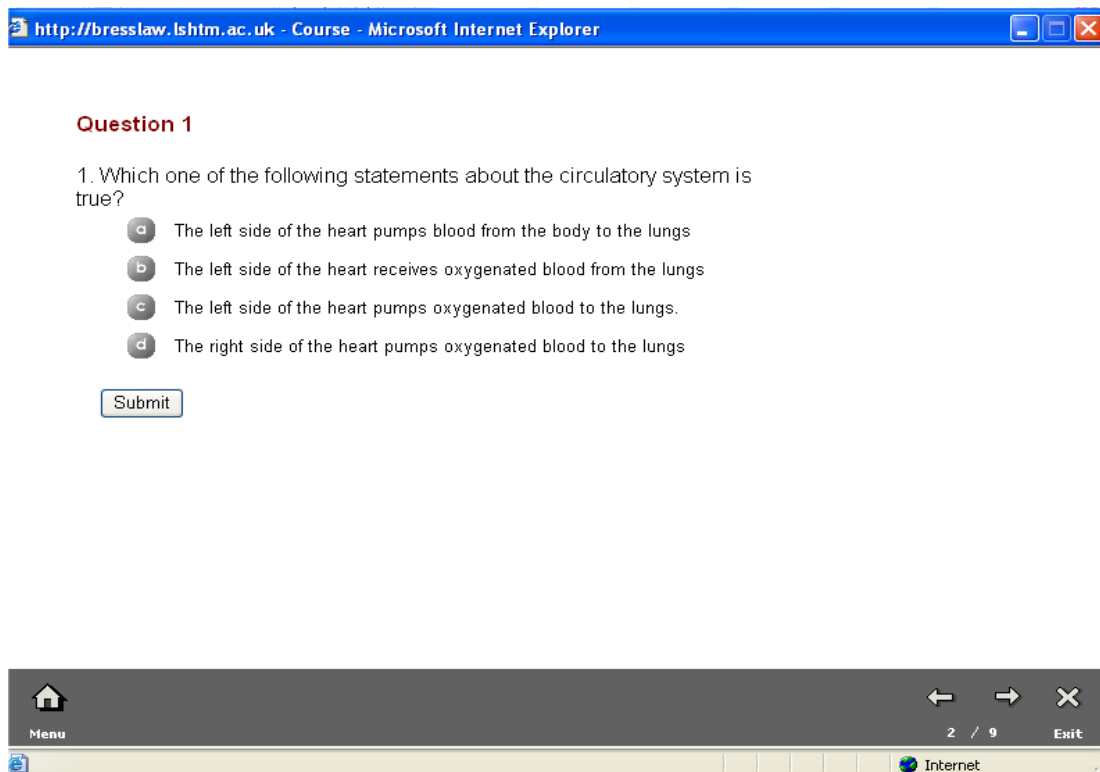 http://bresslaw.lshtm.ac.uk - Course - Microsoft Internet Explorer
Question 1
1. Which one of the following statements about the circulatory system is
true?
a The left side of the heart pumps blood from the body to the lungs
b The left side of the heart receives oxygenated blood from the lungs
c The left side of the heart pumps oxygenated blood to the lungs.
d The right side of the heart pumps oxygenated blood to the lungs
Submit
Menu
2 / 9
Exit
Internet